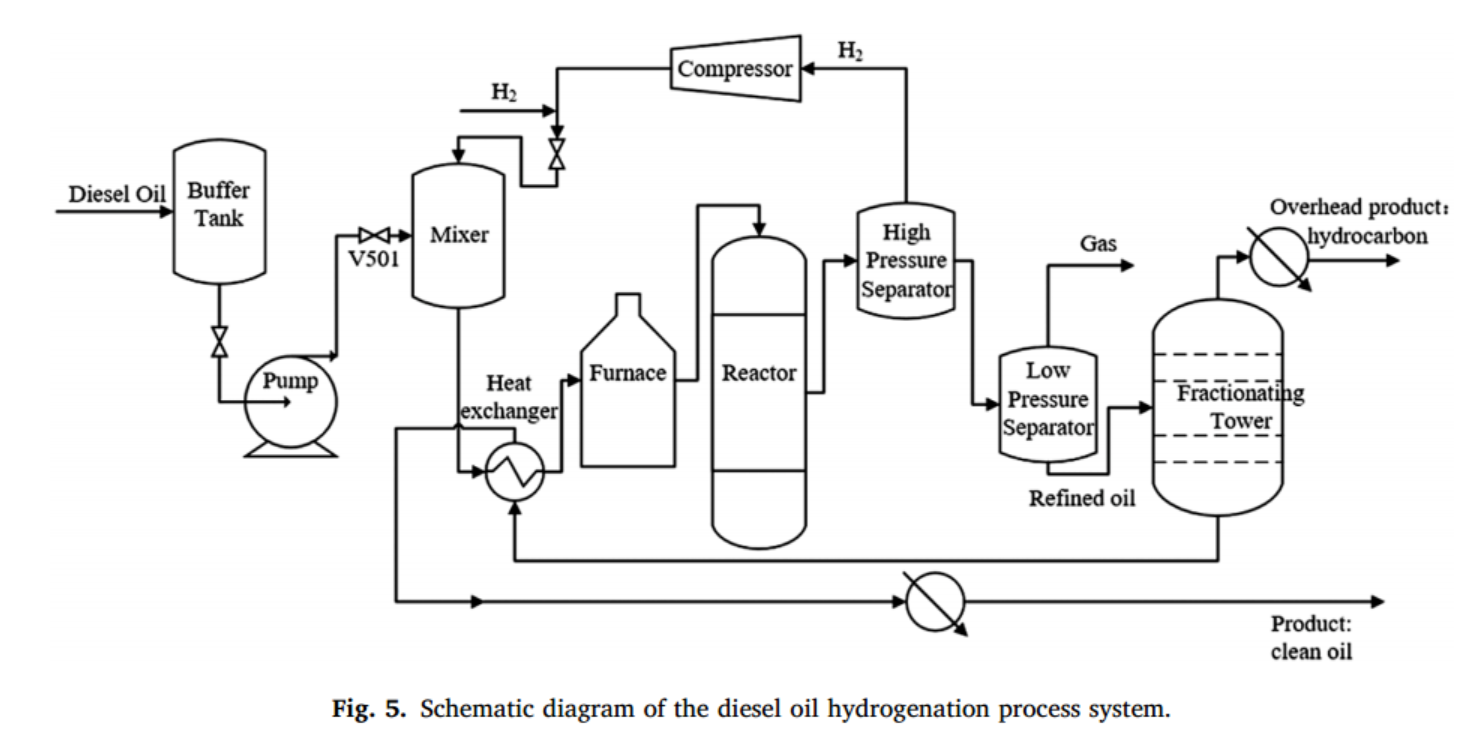 H₂
Compressor
H₂
Diesel Oil
Buffer
Tank
V501
Mixer
Pump
Heat
exchanger
Furnace
Reactor
High
Pressure
Separator
Gas
Low
Pressure
Separator
Refined oil
Overhead product:
hydrocarbon
Fractionating
Tower
Product:
clean oil
Fig. 5. Schematic diagram of the diesel oil hydrogenation process system.